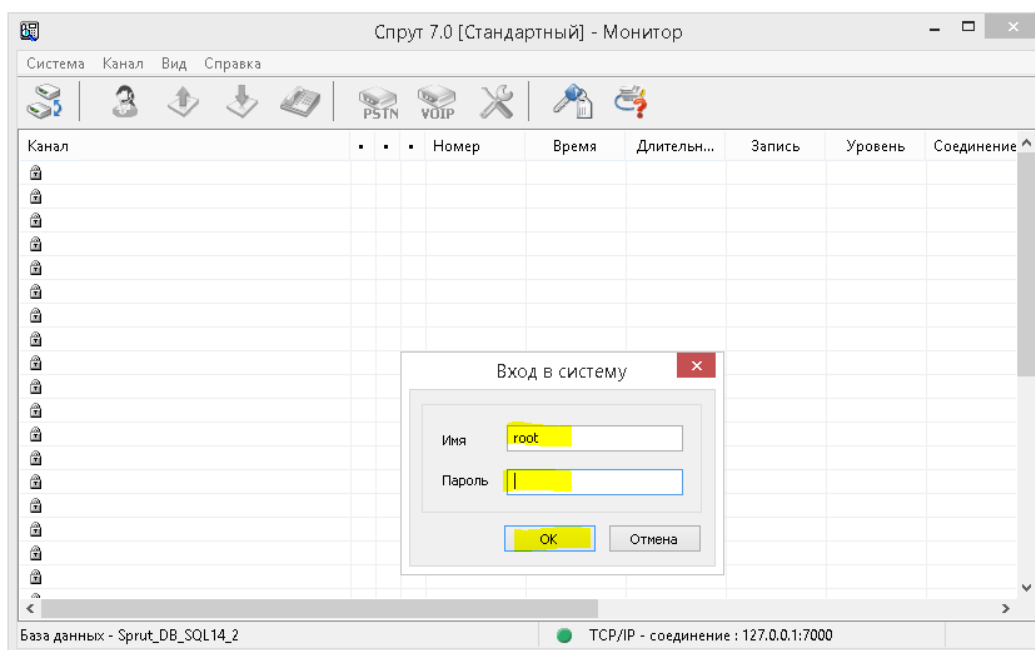 Спрут 7.0 [Стандартный] - Монитор
Система Канал Вид Справка
PSTN VOIP
Канал Номер Время Длительн... Запись Уровень Соединение
Вход в систему
Имя root
Пароль
OK Отмена
База данных - Sprut_DB_SQL14_2 TCP/IP - соединение : 127.0.0.1:7000